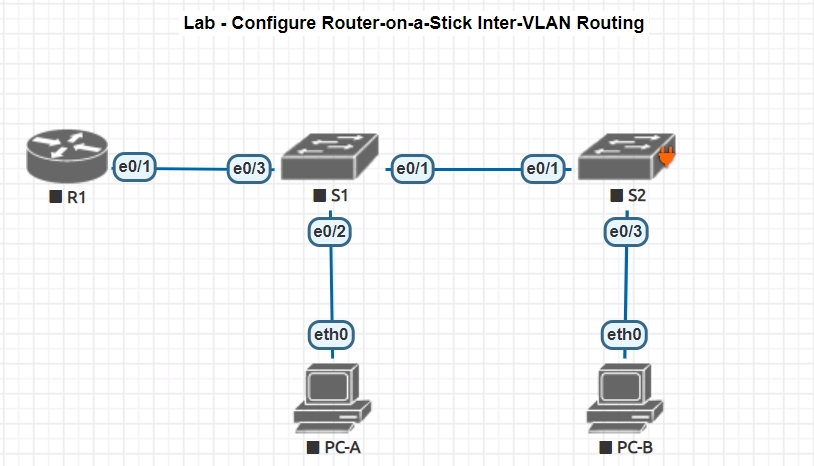 Lab - Configure Router-on-a-Stick Inter-VLAN Routing
e0/1
e0/3
e0/1
e0/1
R1
S1
S2
e0/2
e0/3
eth0
eth0
PC-A
PC-B